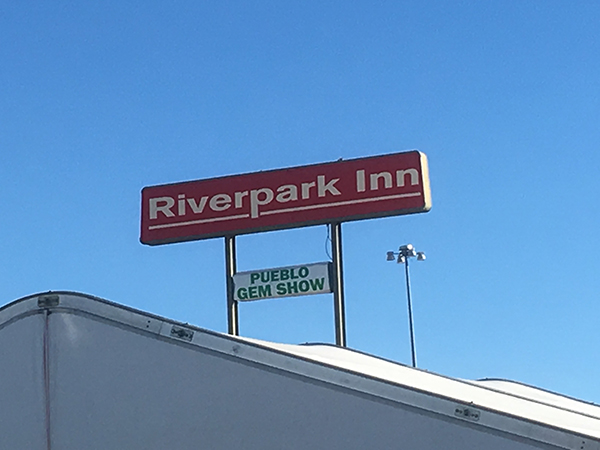 Riverpark Inn
PUEBLO
GEM SHOW